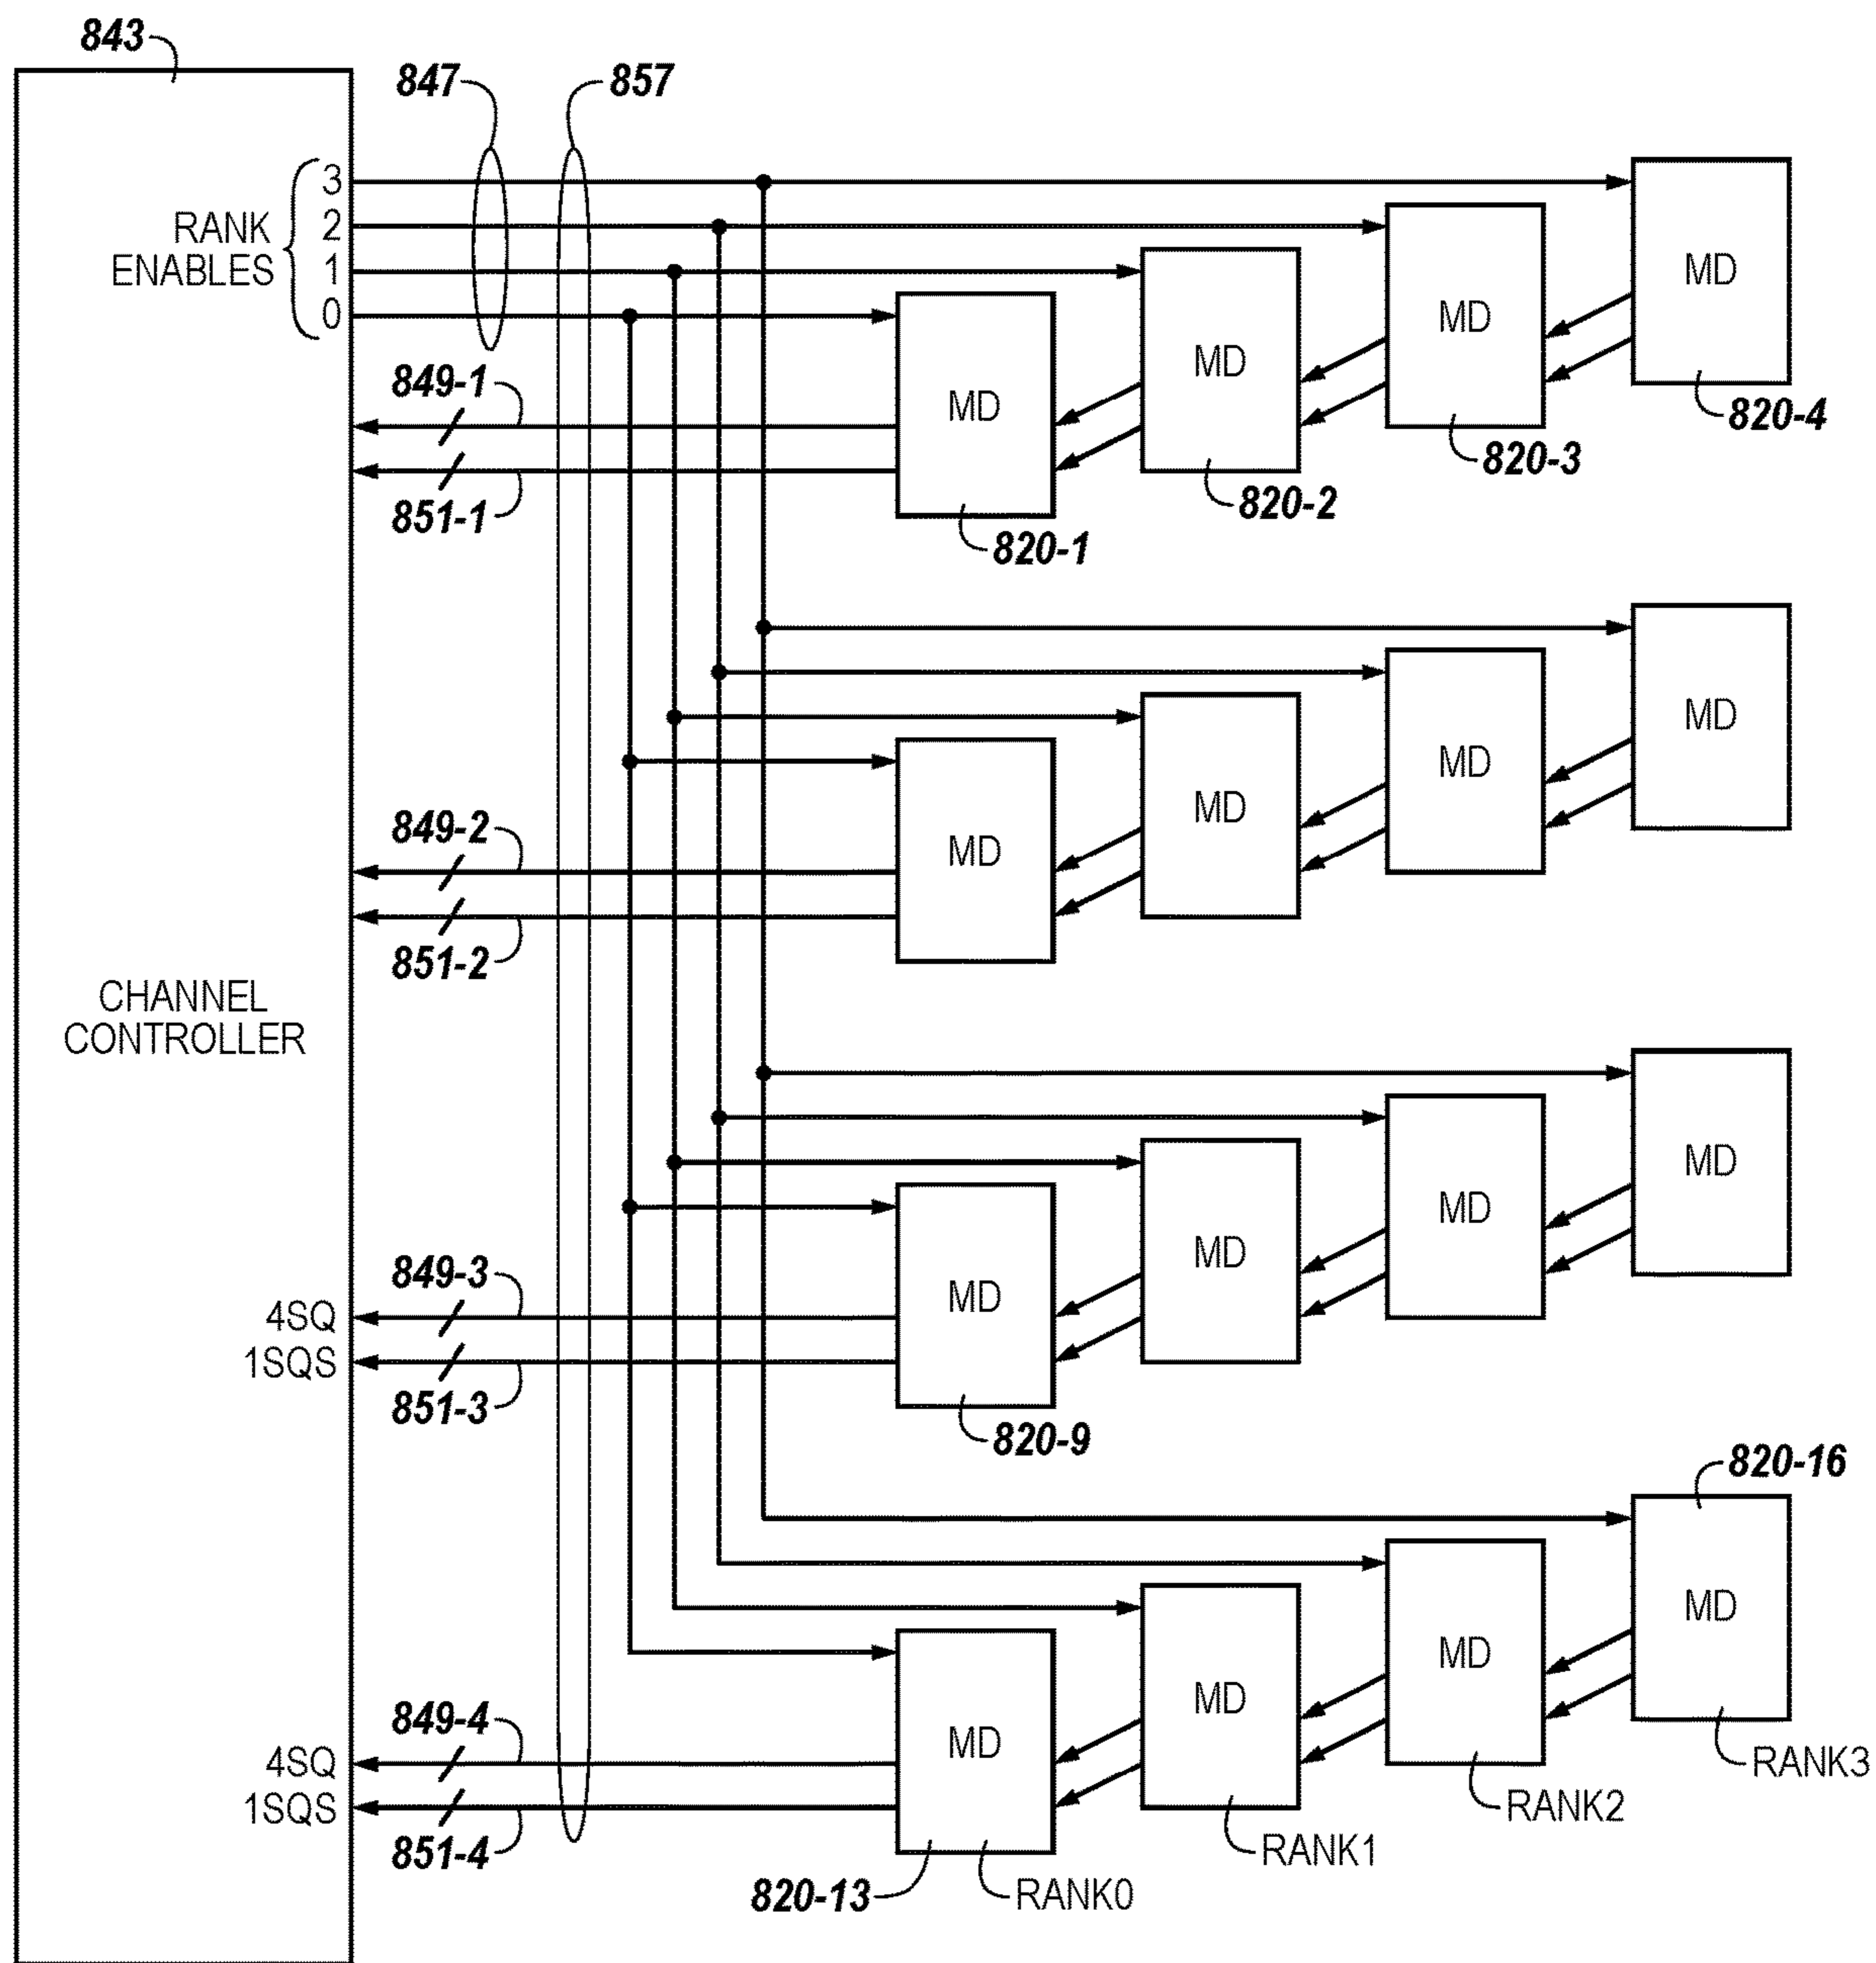 843
847
857
3
RANK
ENABLES
2
1
0
MD
820-4
MD
820-3
MD
820-2
MD
820-1
849-1
851-1
MD
MD
MD
MD
849-2
851-2
CHANNEL
CONTROLLER
MD
MD
MD
MD
820-9
849-3
4SQ
1SQS
851-3
820-16
MD
RANK3
MD
RANK2
MD
RANK1
MD
820-13
RANK0
849-4
4SQ
1SQS
851-4